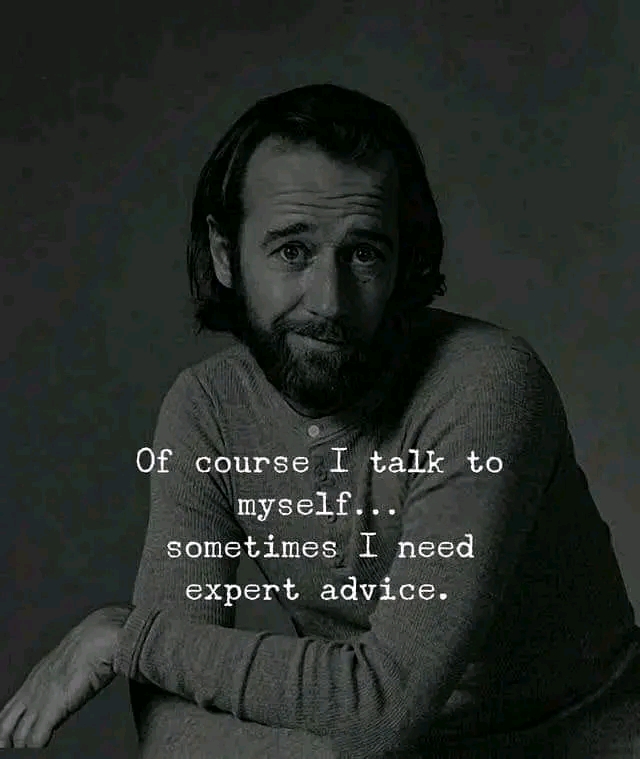 Of course I talk to
myself...
sometimes I need
expert advice.